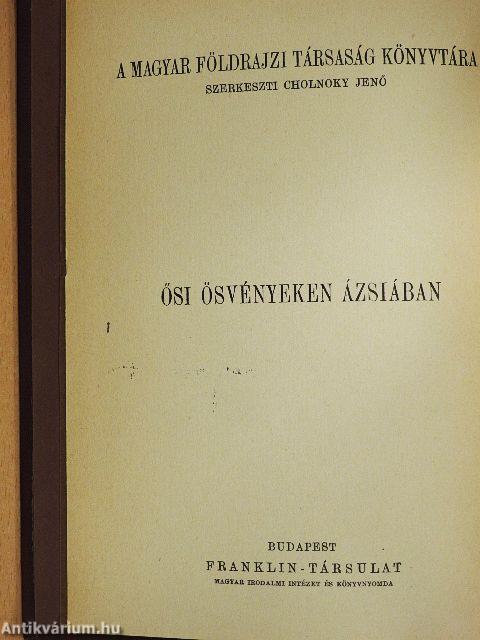 A MAGYAR FÖLDRAJZI TÁRSASÁG KÖNYVTÁRA
SZERKESZTI CHOLNOKY JENŐ
ŐSI ÖSVÉNYEKEN ÁZSIÁBAN
BUDAPEST
FRANKLIN-TÁRSULAT
MAGYAR IRODALMI INTÉZET ÉS KÖNYVNYOMDA
Antikvárium.hu